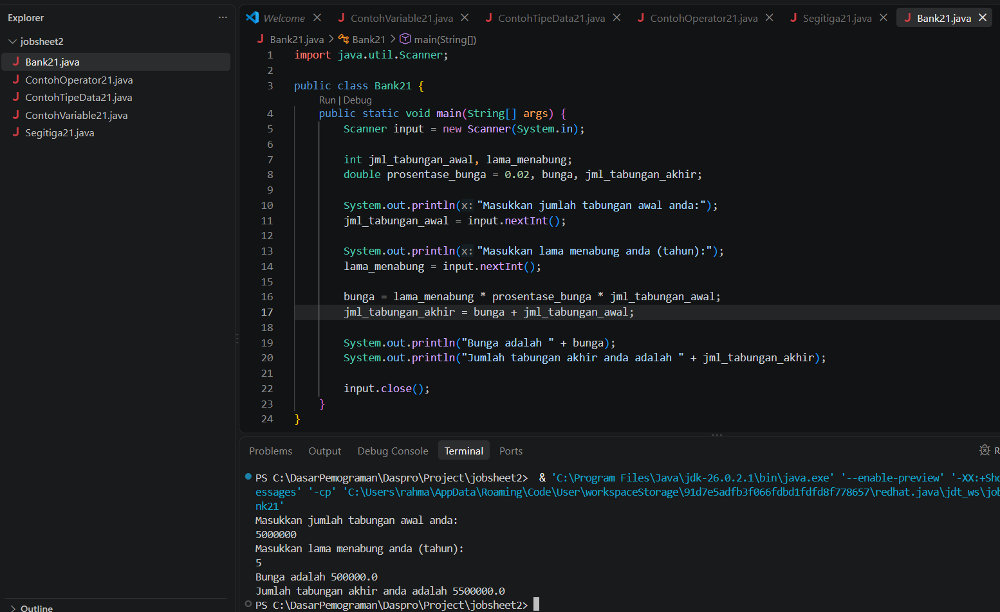 Explorer
jobsheet2
Bank21.java
ContohOperator21.java
ContohTipeData21.java
ContohVariable21.java
Segitiga21.java
Outline
Welcome ContohVariable21.java ContohTipeData21.java ContohOperator21.java Segitiga21.java Bank21.java
Bank21.java > Bank21 > main(String[])
1 import java.util.Scanner;
2
3 public class Bank21 {
Run | Debug
4 public static void main(String[] args) {
5 Scanner input = new Scanner(System.in);
6
7 int jml_tabungan_awal, lama_menabung;
8 double prosentase_bunga = 0.02, bunga, jml_tabungan_akhir;
9
10 System.out.println(x: "Masukkan jumlah tabungan awal anda:");
11 jml_tabungan_awal = input.nextInt();
12
13 System.out.println(x: "Masukkan lama menabung anda (tahun):");
14 lama_menabung = input.nextInt();
15
16 bunga = lama_menabung * prosentase_bunga * jml_tabungan_awal;
17 jml_tabungan_akhir = bunga + jml_tabungan_awal;
18
19 System.out.println("Bunga adalah " + bunga);
20 System.out.println("Jumlah tabungan akhir anda adalah " + jml_tabungan_akhir);
21
22 input.close();
23 }
24 }
Problems Output Debug Console Terminal Ports R
PS C:\DasarPemograman\Daspro\Project\jobsheet2> & 'C:\Program Files\Java\jdk-26.0.2.1\bin\java.exe' '--enable-preview' '-XX:+Sho
essages' '-cp' 'C:\Users\rahma\AppData\Roaming\Code\User\workspaceStorage\91d7e5adfb3f066fdbd1fdfd8f778657\redhat.java\jdt_ws\job
nk21'
Masukkan jumlah tabungan awal anda:
5000000
Masukkan lama menabung anda (tahun):
5
Bunga adalah 500000.0
Jumlah tabungan akhir anda adalah 5500000.0
PS C:\DasarPemograman\Daspro\Project\jobsheet2>